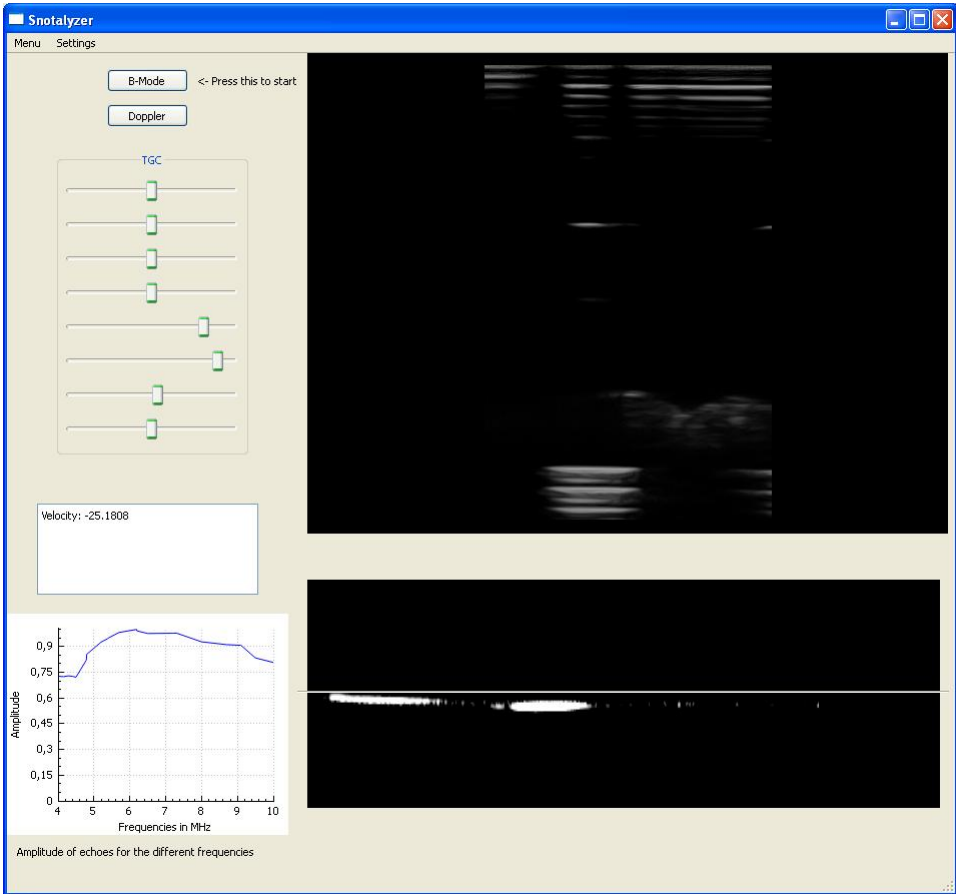 Snotalyzer
Menu Settings
B-Mode <- Press this to start
Doppler
TGC
Velocity: -25.1808
0,9
0,75
0,6
0,45
0,3
0,15
0
Amplitude
4 5 6 7 8 9 10
Frequencies in MHz
Amplitude of echoes for the different frequencies